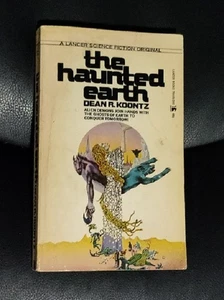 A LANCER SCIENCE FICTION ORIGINAL
the
haunted
earth
DEAN R. KOONTZ
ALIEN DEMONS JOIN HANDS WITH
THE GHOSTS OF EARTH TO
CONQUER TOMORROW!